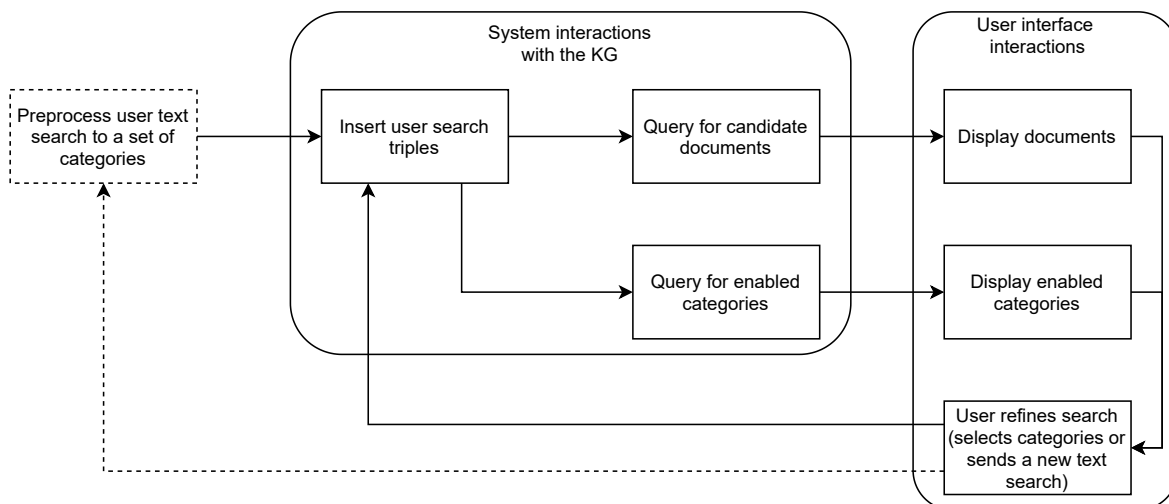 System interactions
with the KG
User interface
interactions
Preprocess user text
search to a set of
categories
Insert user search
triples
Query for candidate
documents
Display documents
Query for enabled
categories
Display enabled
categories
User refines search
(selects categories or
sends a new text
search)